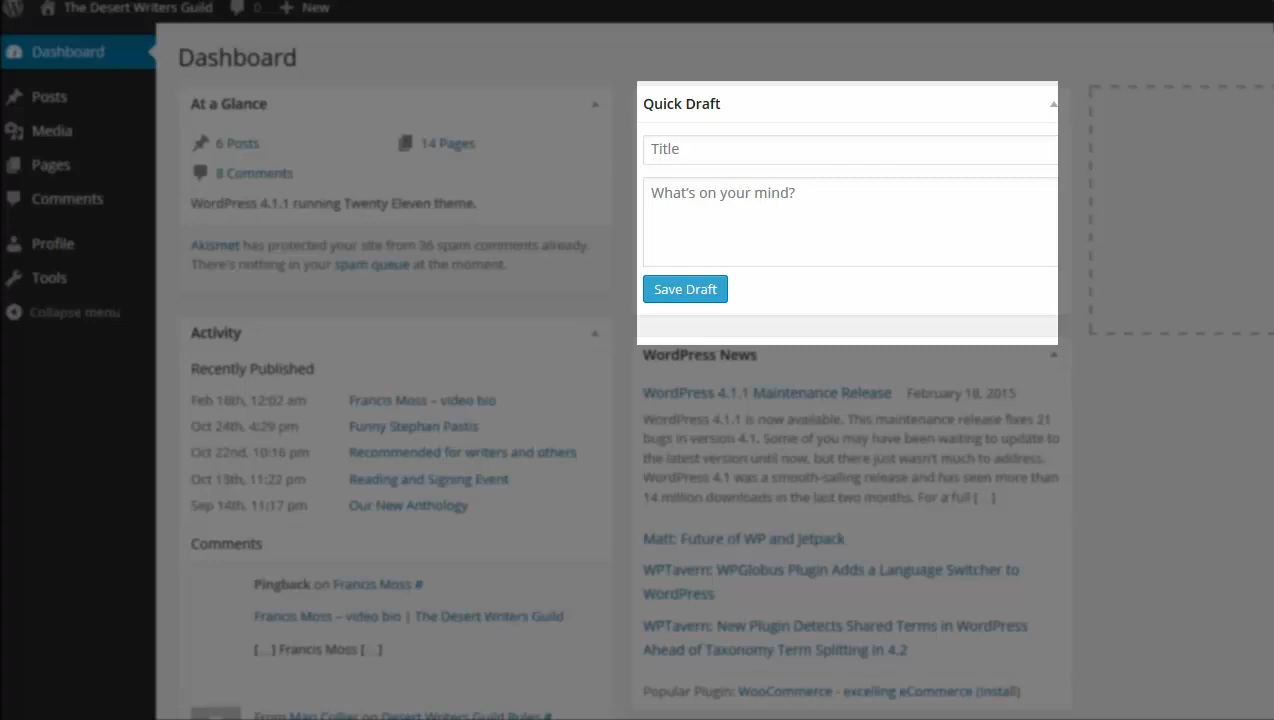 The Desert Writers Guild 0 New
Dashboard
Posts
Media
Pages
Comments
Profile
Tools
Collapse menu
Dashboard
At a Glance
6 Posts 14 Pages
8 Comments
WordPress 4.1.1 running Twenty Eleven theme.
Akismet has protected your site from 36 spam comments already.
There's nothing in your spam queue at the moment.
Activity
Recently Published
Feb 16th, 12:02 am Francis Moss – video bio
Oct 24th, 4:29 pm Funny Stephan Pastis
Oct 22nd, 10:16 pm Recommended for writers and others
Oct 13th, 11:22 pm Reading and Signing Event
Sep 14th, 11:17 pm Our New Anthology
Comments
Pingback on Francis Moss #
Francis Moss – video bio | The Desert Writers Guild
[...] Francis Moss [...]
From Mari Collier on Desert Writers Guild Rules #
Quick Draft
Title
What's on your mind?
Save Draft
WordPress News
WordPress 4.1.1 Maintenance Release February 18, 2015
WordPress 4.1.1 is now available. This maintenance release fixes 21
bugs in version 4.1. Some of you may have been waiting to update to
the latest version until now, but there just wasn't much to address.
WordPress 4.1 was a smooth-sailing release and has seen more than
14 million downloads in the last two months. For a full [...]
Matt: Future of WP and Jetpack
WPTavern: WPGlobus Plugin Adds a Language Switcher to
WordPress
WPTavern: New Plugin Detects Shared Terms in WordPress
Ahead of Taxonomy Term Splitting in 4.2
Popular Plugin: WooCommerce - excelling eCommerce (Install)